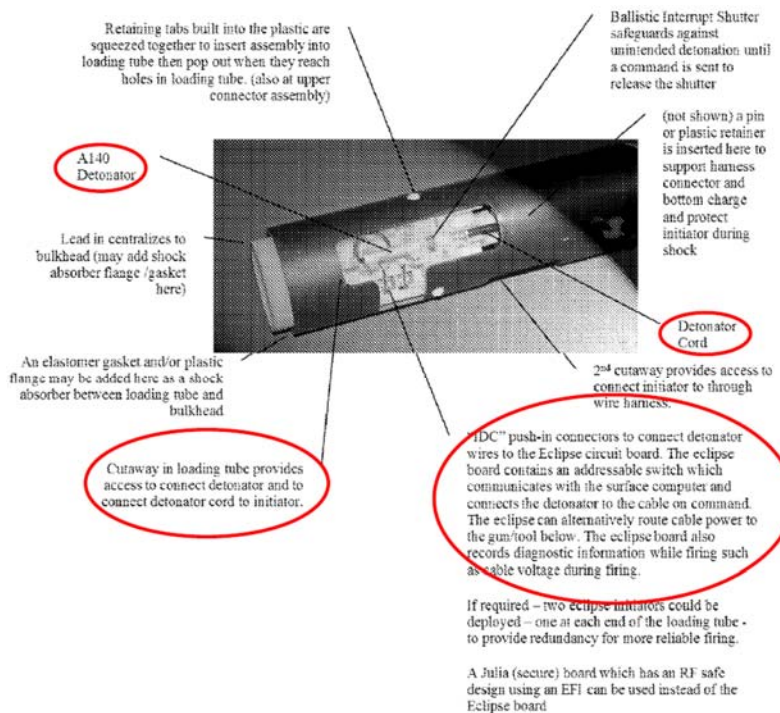 Retaining tabs built into the plastic are
squeezed together to insert assembly into
loading tube then pop out when they reach
holes in loading tube. (also at upper
connector assembly)
Ballistic Interrupt Shutter
safeguards against
unintended detonation until
a command is sent to
release the shutter
(not shown) a pin
or plastic retainer
is inserted here to
support harness
connector and
bottom charge
and protect
initiator during
shock
A140
Detonator
Lead in centralizes to
bulkhead (may add shock
absorber flange /gasket
here)
Detonator
Cord
An elastomer gasket and/or plastic
flange may be added here as a shock
absorber between loading tube and
bulkhead
2nd cutaway provides access to
connect initiator to through
wire harness.
Cutaway in loading tube provides
access to connect detonator and to
connect detonator cord to initiator.
"IDC" push-in connectors to connect detonator
wires to the Eclipse circuit board. The eclipse
board contains an addressable switch which
communicates with the surface computer and
connects the detonator to the cable on command.
The eclipse can alternatively route cable power to
the gun/tool below. The eclipse board also
records diagnostic information while firing such
as cable voltage during firing.
If required – two eclipse initiators could be
deployed – one at each end of the loading tube -
to provide redundancy for more reliable firing.
A Julia (secure) board which has an RF safe
design using an EFI can be used instead of the
Eclipse board